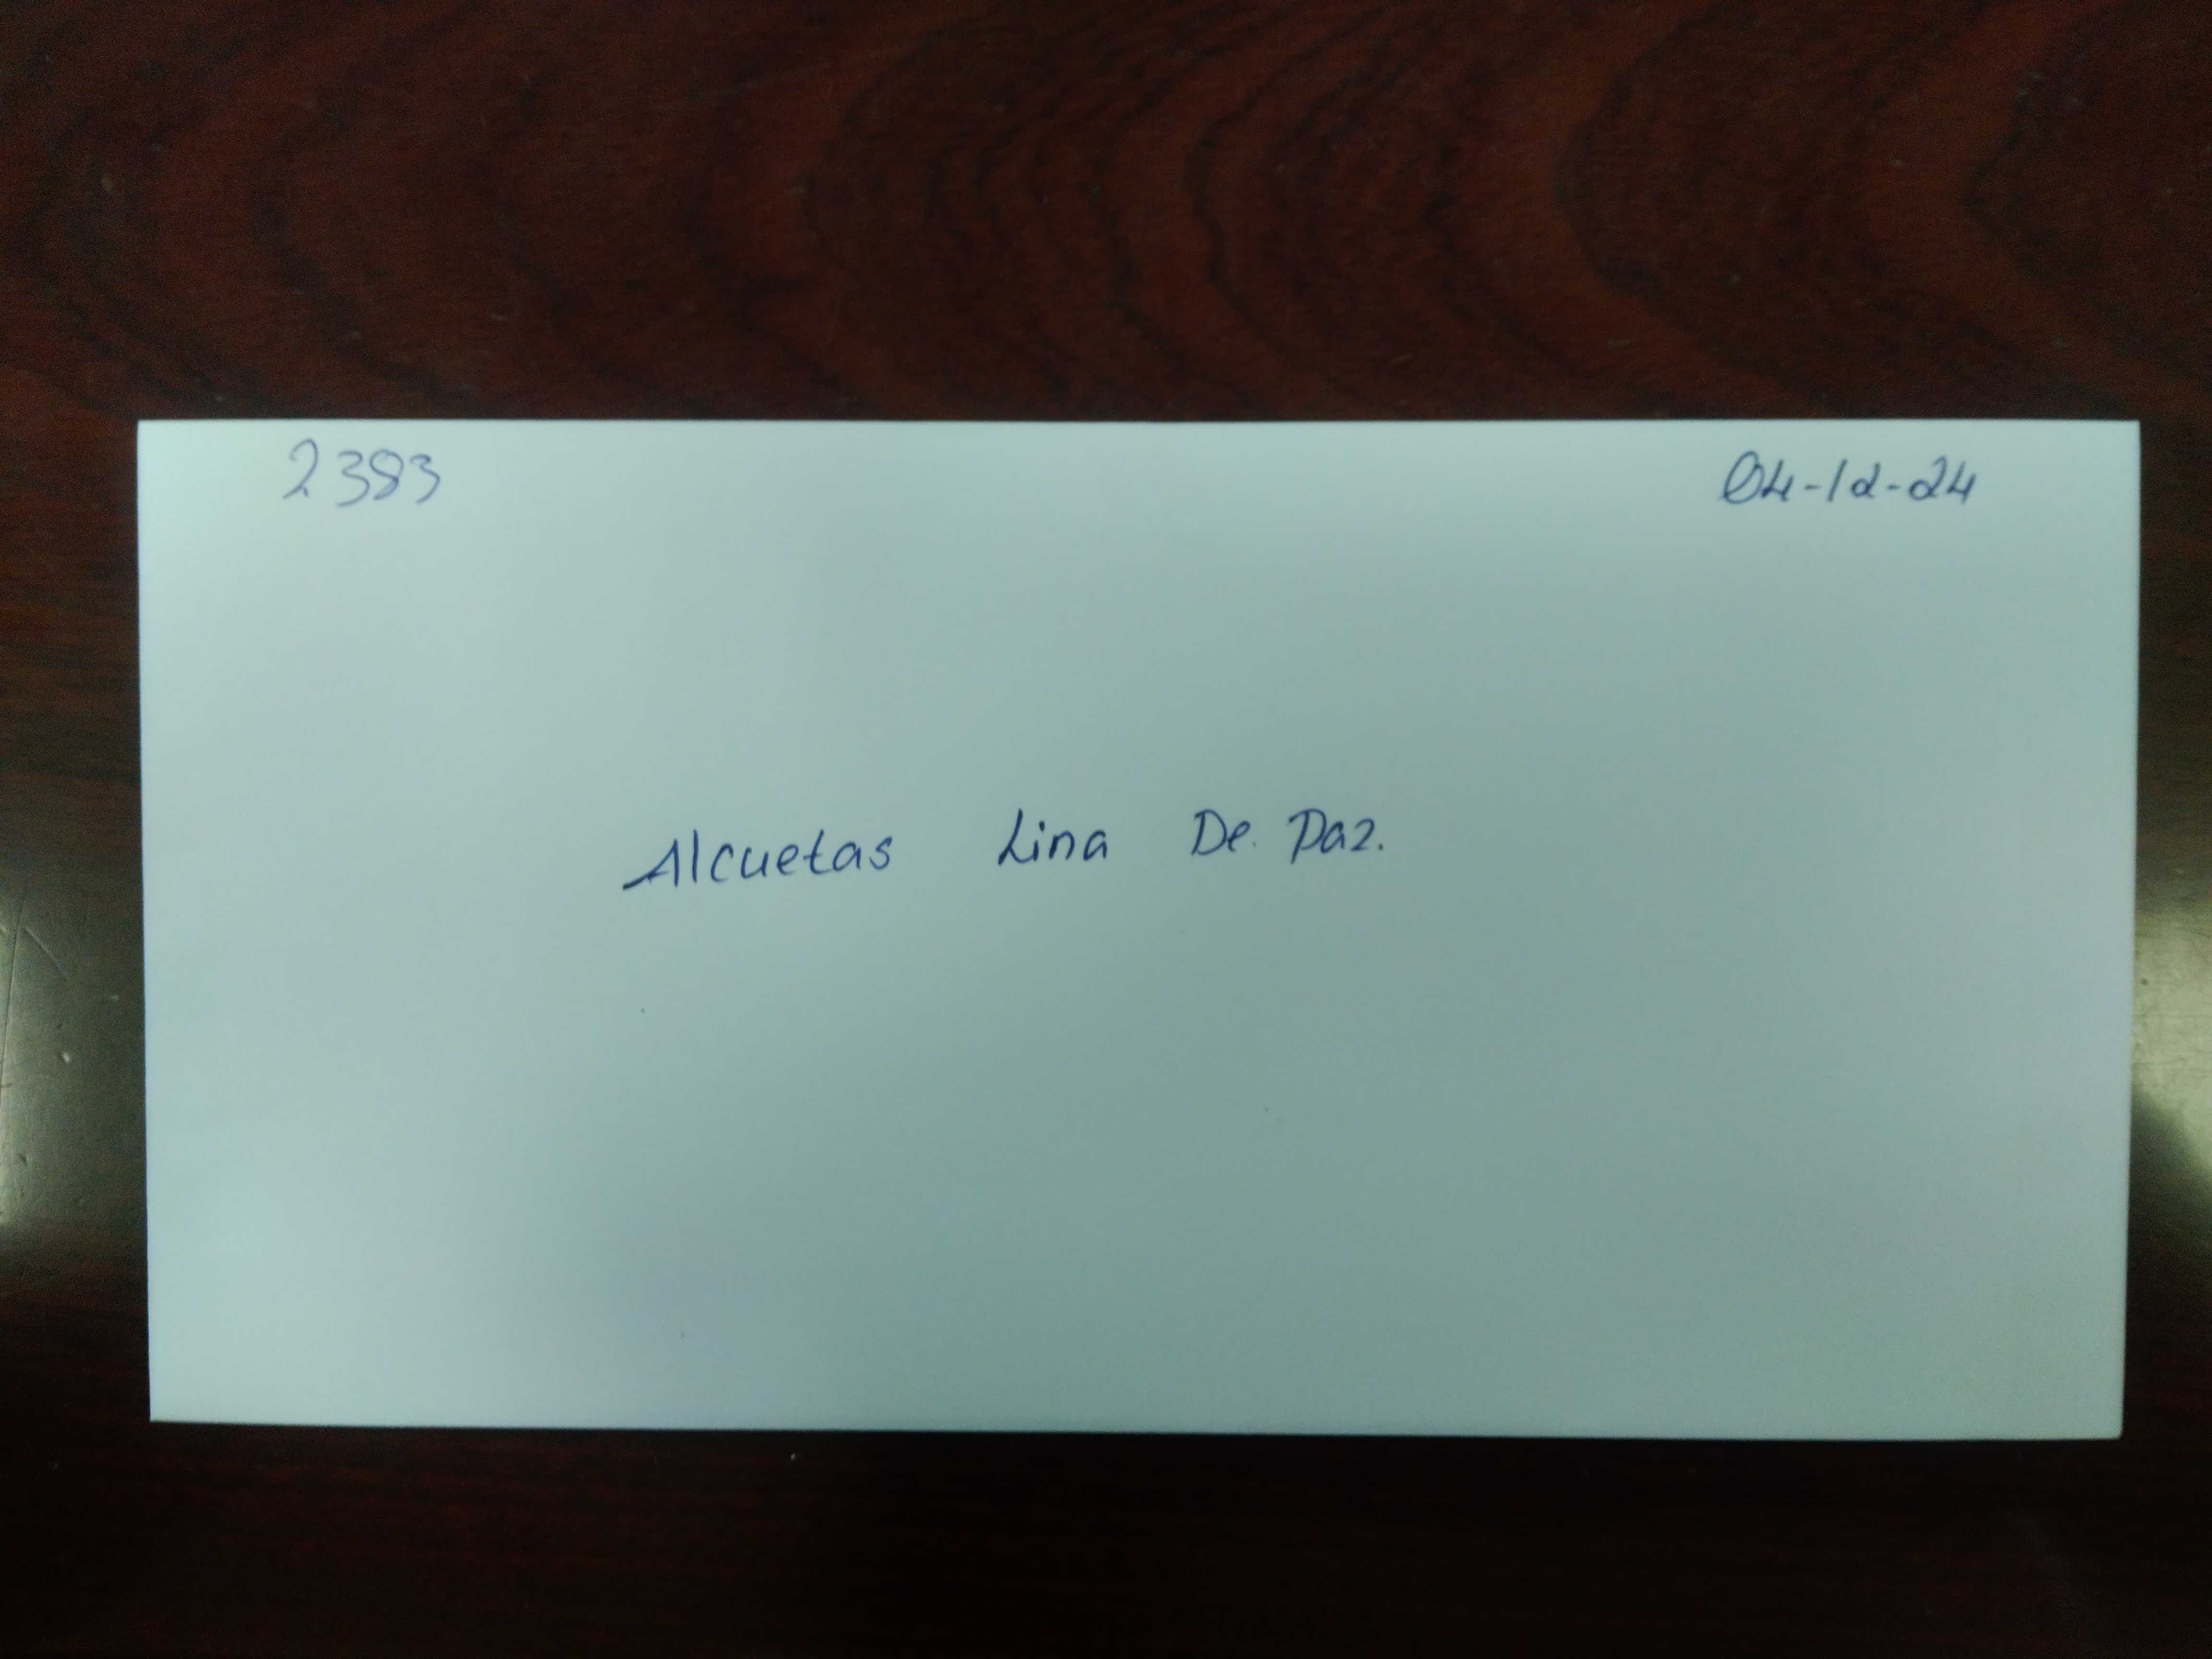 2383
04-12-24
Alcuetas Lina De. Paz.